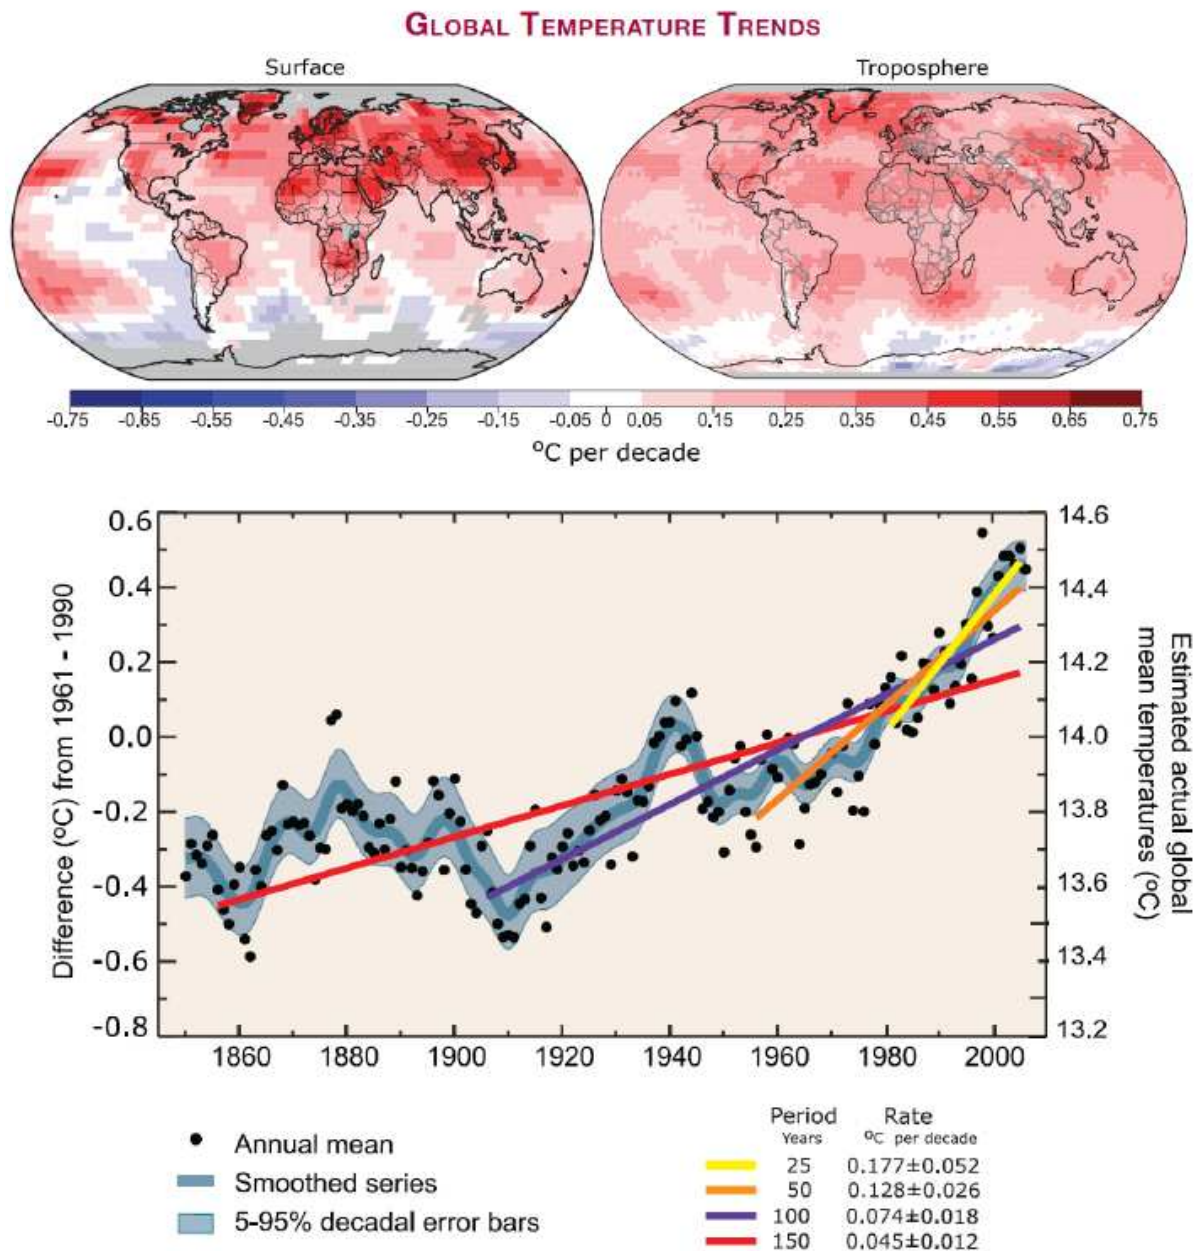 GLOBAL TEMPERATURE TRENDS
Surface
Troposphere
-0.75 -0.65 -0.55 -0.45 -0.35 -0.25 -0.15 -0.05 0 0.05 0.15 0.25 0.35 0.45 0.55 0.65 0.75
ºC per decade
Difference (ºC) from 1961 - 1990
0.6
0.4
0.2
0.0
-0.2
-0.4
-0.6
-0.8
14.6
14.4
14.2
14.0
13.8
13.6
13.4
13.2
Estimated actual global
mean temperatures (ºC)
1860 1880 1900 1920 1940 1960 1980 2000
Annual mean
Smoothed series
5-95% decadal error bars
Period Rate
Years ºC per decade
25 0.177±0.052
50 0.128±0.026
100 0.074±0.018
150 0.045±0.012